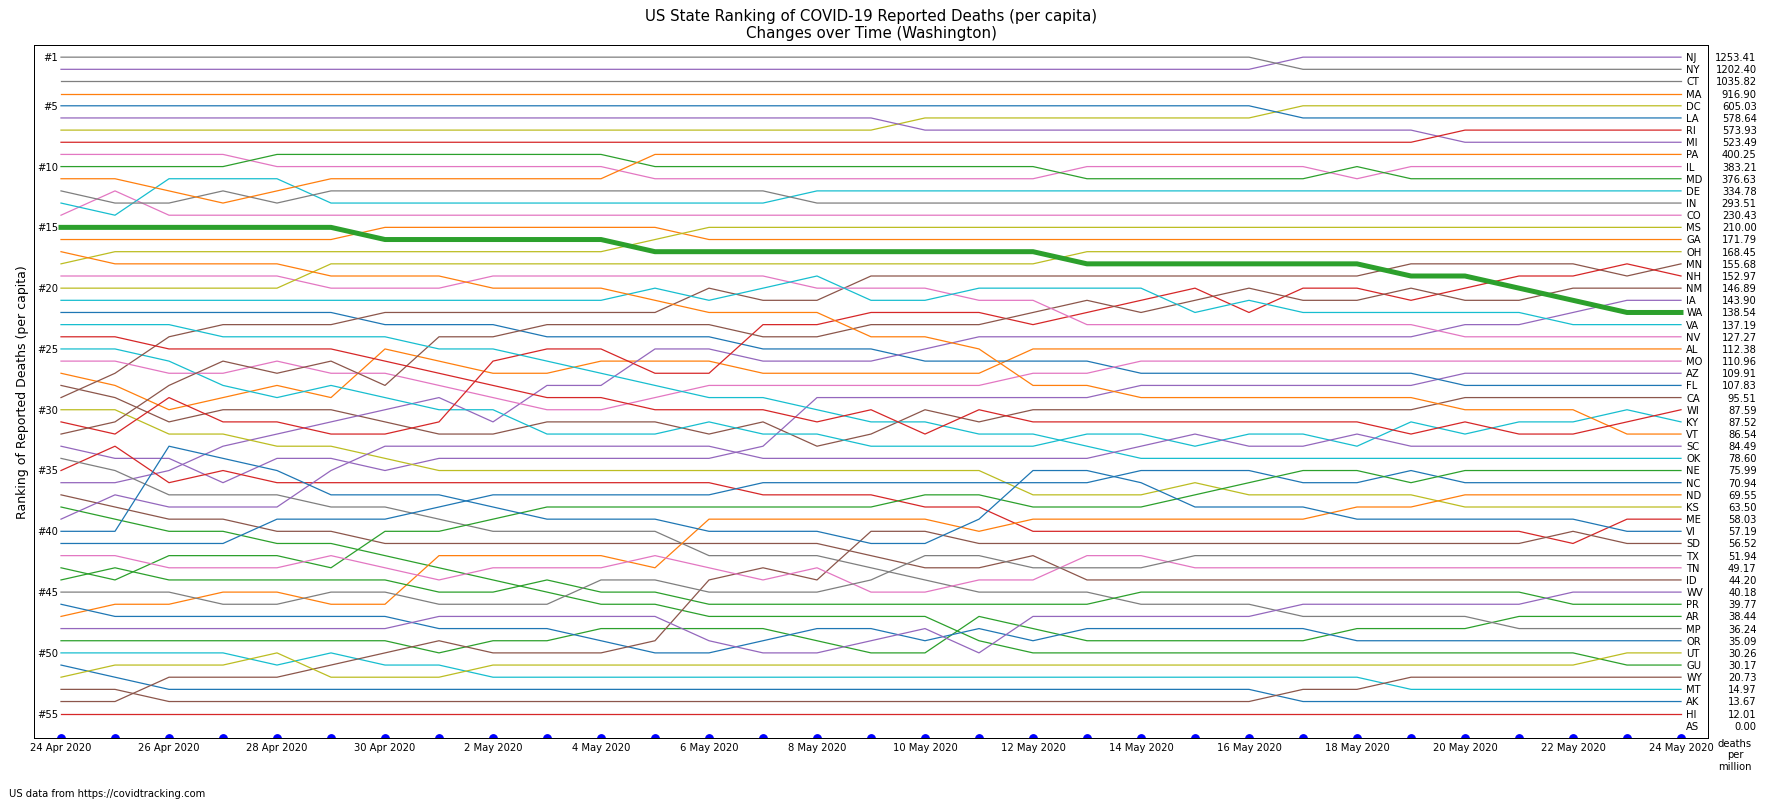 US State Ranking of COVID-19 Reported Deaths (per capita)
Changes over Time (Washington)
Ranking of Reported Deaths (per capita)
#1
#5
#10
#15
#20
#25
#30
#35
#40
#45
#50
#55
NJ 1253.41
NY 1202.40
CT 1035.82
MA 916.90
DC 605.03
LA 578.64
RI 573.93
MI 523.49
PA 400.25
IL 383.21
MD 376.63
DE 334.78
IN 293.51
CO 230.43
MS 210.00
GA 171.79
OH 168.45
MN 155.68
NH 152.97
NM 146.89
IA 143.90
WA 138.54
VA 137.19
NV 127.27
AL 112.38
MO 110.96
AZ 109.91
FL 107.83
CA 95.51
WI 87.59
KY 87.52
VT 86.54
SC 84.49
OK 78.60
NE 75.99
NC 70.94
ND 69.55
KS 63.50
ME 58.03
VI 57.19
SD 56.52
TX 51.94
TN 49.17
ID 44.20
WV 40.18
PR 39.77
AR 38.44
MP 36.24
OR 35.09
UT 30.26
GU 30.17
WY 20.73
MT 14.97
AK 13.67
HI 12.01
AS 0.00
24 Apr 2020 26 Apr 2020 28 Apr 2020 30 Apr 2020 2 May 2020 4 May 2020 6 May 2020 8 May 2020 10 May 2020 12 May 2020 14 May 2020 16 May 2020 18 May 2020 20 May 2020 22 May 2020 24 May 2020
deaths
per
million
US data from https://covidtracking.com